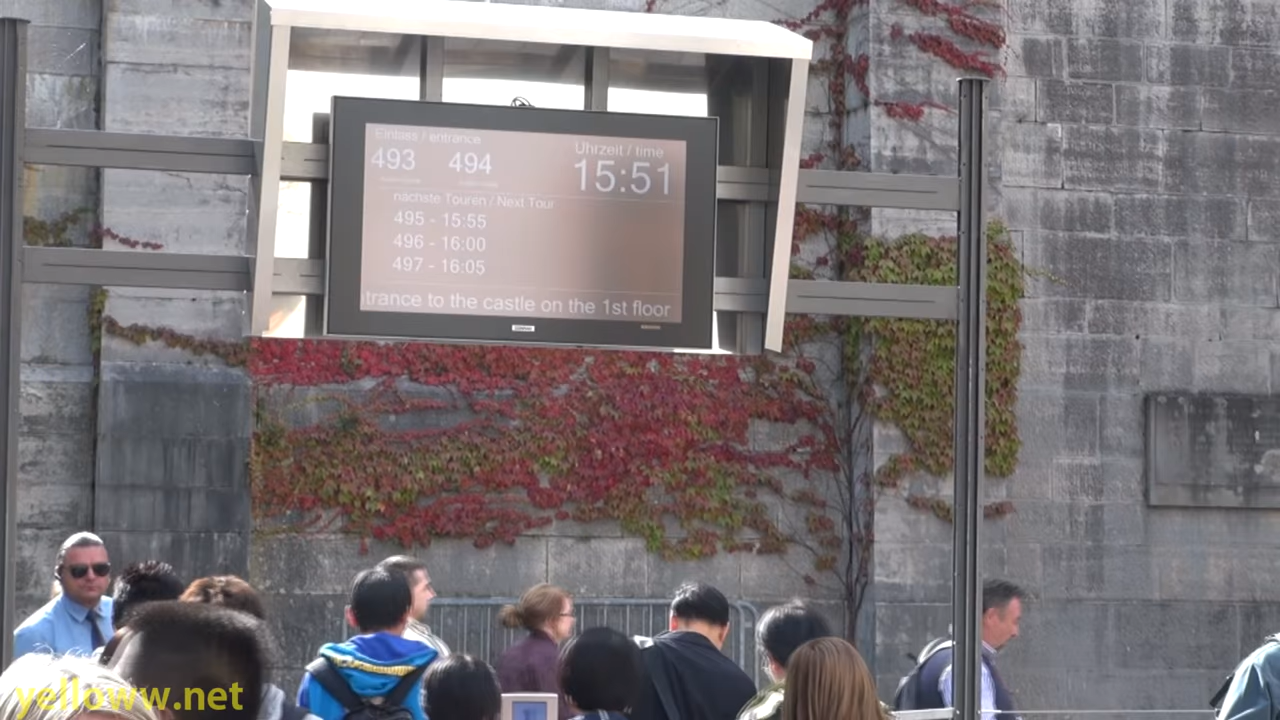 Einlass / entrance
493 494
Uhrzeit / time
15:51
nächste Touren / Next Tour
495 - 15:55
496 - 16:00
497 - 16:05
trance to the castle on the 1st floor
yelloww.net